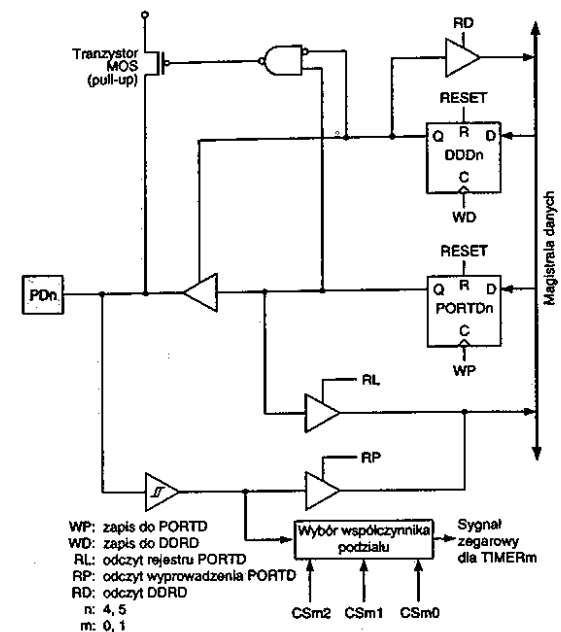 RD
Tranzystor
MOS
(pull-up)
RESET
Q R D
DDDn
C
WD
Magistrala danych
RESET
PDn
Q R D
PORTDn
C
WP
RL
RP
WP: zapis do PORTD
WD: zapis do DDRD
RL: odczyt rejestru PORTD
RP: odczyt wyprowadzenia PORTD
RD: odczyt DDRD
n: 4, 5
m: 0, 1
Wybór współczynnika
podziału
Sygnał
zegarowy
dla TIMERm
CSm2 CSm1 CSm0